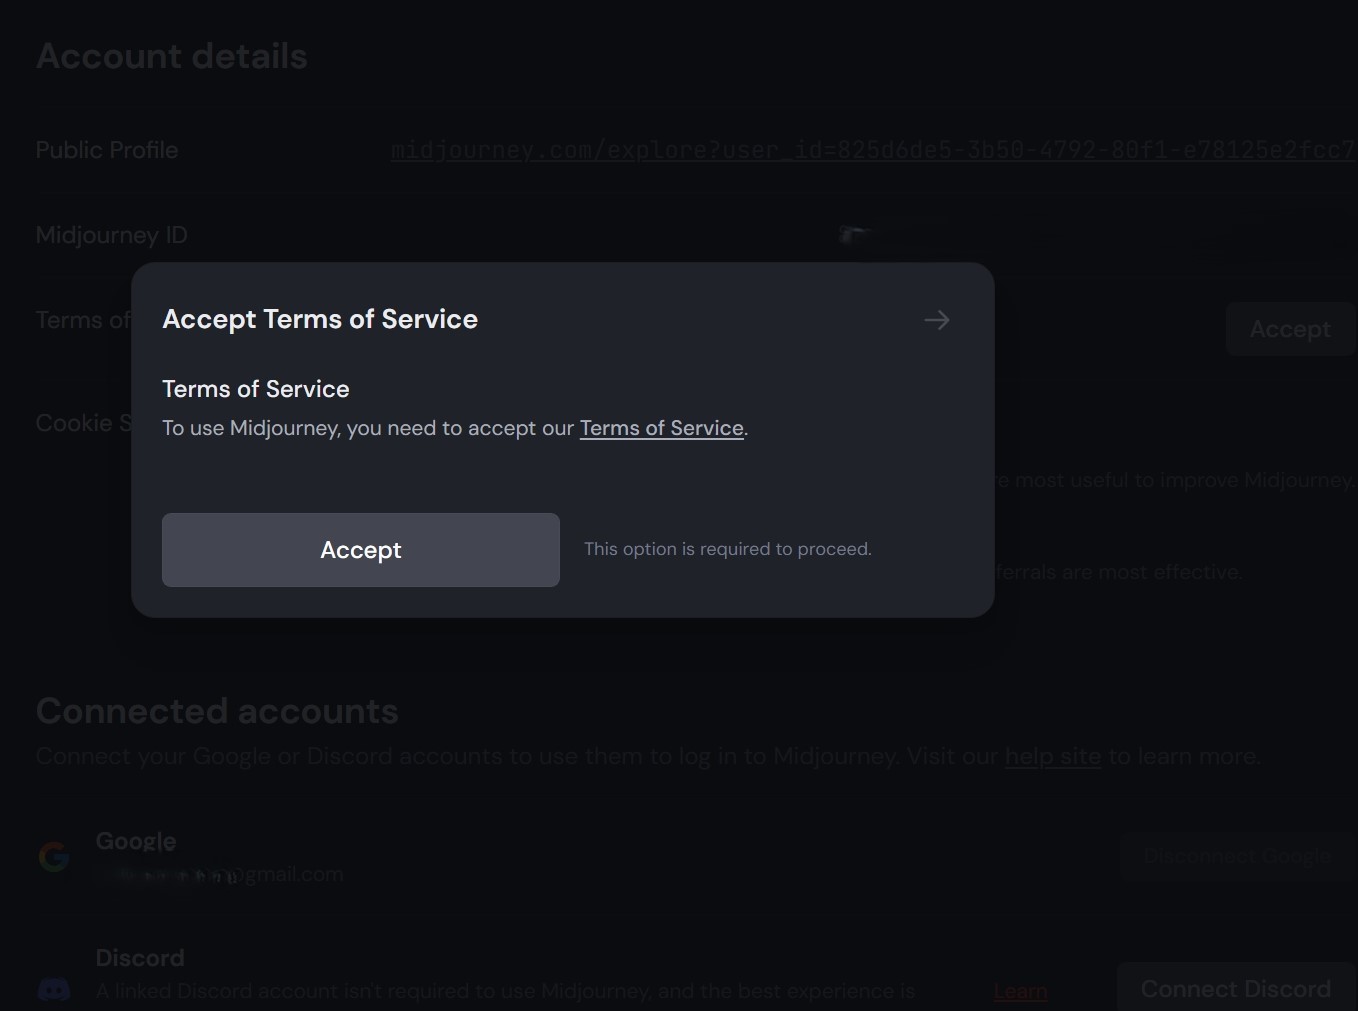 Account details
Public Profile midjourney.com/explore?user_id=825d6de5-3b50-4792-80f1-e78125e2fcc7
Midjourney ID
Terms of Accept
Accept Terms of Service
Terms of Service
To use Midjourney, you need to accept our Terms of Service.
Cookie S
most useful to improve Midjourney.
Accept This option is required to proceed.
ferrals are most effective.
Connected accounts
Connect your Google or Discord accounts to use them to log in to Midjourney. Visit our help site to learn more.
Google Disconnect Google
@gmail.com
Discord
A linked Discord account isn't required to use Midjourney, and the best experience is Learn Connect Discord